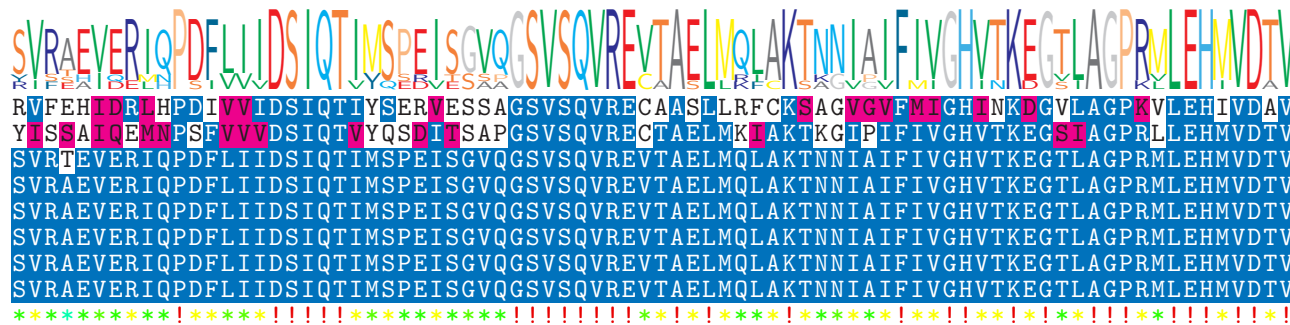 SVRAEVERIQPDFLIIDSIQTIMSPEISGVQGSVSQVREVTAELMQLAKTNNIAIFIVGHVTKEGTLAGPRMLEHMVDTV
RVFEHIDRLHPDIVVIDSIQTIYSERVESSAGSVSQVRECAASLLRFCKSAGVGVFMIGHINKDGVLAGPKVLEHIVDAV
YISSAIQEMNPSFVVVDSIQTVYQSDITSAPGSVSQVRECTAELMKIAKTKGIPIFIVGHVTKEGSIAGPRLLEHMVDTV
SVRTEVERIQPDFLIIDSIQTIMSPEISGVQGSVSQVREVTAELMQLAKTNNIAIFIVGHVTKEGTLAGPRMLEHMVDTV
SVRAEVERIQPDFLIIDSIQTIMSPEISGVQGSVSQVREVTAELMQLAKTNNIAIFIVGHVTKEGTLAGPRMLEHMVDTV
SVRAEVERIQPDFLIIDSIQTIMSPEISGVQGSVSQVREVTAELMQLAKTNNIAIFIVGHVTKEGTLAGPRMLEHMVDTV
SVRAEVERIQPDFLIIDSIQTIMSPEISGVQGSVSQVREVTAELMQLAKTNNIAIFIVGHVTKEGTLAGPRMLEHMVDTV
SVRAEVERIQPDFLIIDSIQTIMSPEISGVQGSVSQVREVTAELMQLAKTNNIAIFIVGHVTKEGTLAGPRMLEHMVDTV
SVRAEVERIQPDFLIIDSIQTIMSPEISGVQGSVSQVREVTAELMQLAKTNNIAIFIVGHVTKEGTLAGPRMLEHMVDTV
**********!*****!!!!!**********!!!!!!!!**!*!****!******!**!!**!*!**!!!**!!!*!!*!